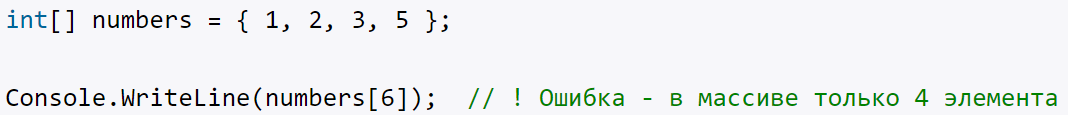 int[] numbers = { 1, 2, 3, 5 };
Console.WriteLine(numbers[6]);  // ! Ошибка - в массиве только 4 элемента